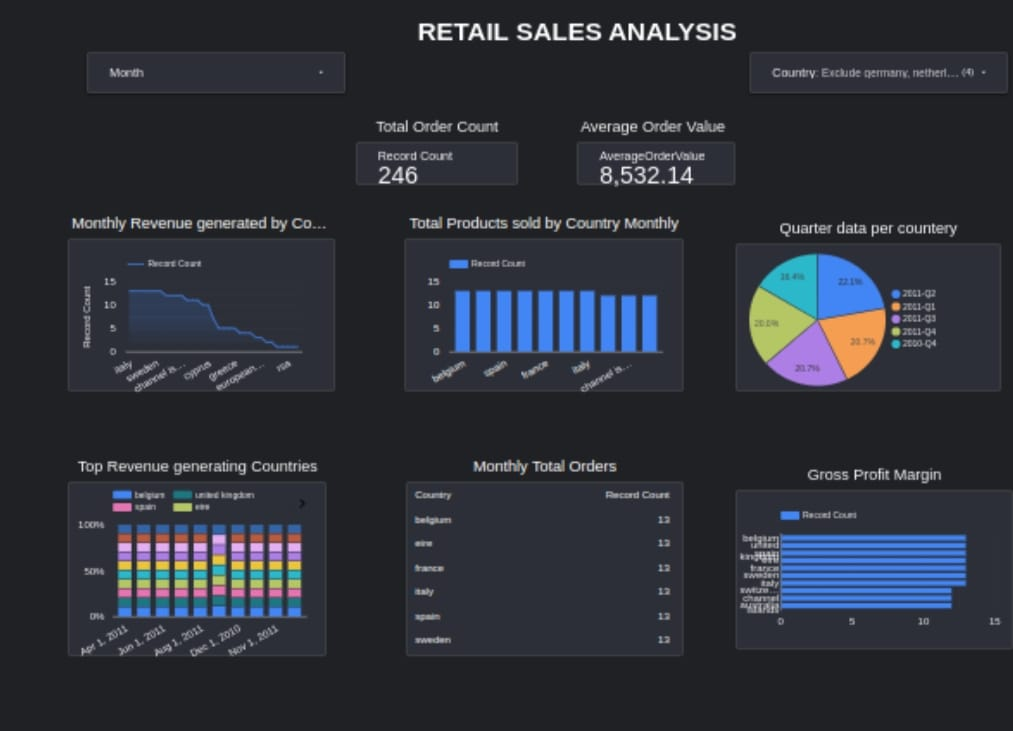 RETAIL SALES ANALYSIS
Month
Country: Exclude germany, netherl... (4)
Total Order Count
Average Order Value
Record Count
246
AverageOrderValue
8,532.14
Monthly Revenue generated by Co...
Total Products sold by Country Monthly
Quarter data per countery
Record Count
Record Count
15
10
5
0
italy
sweden
channel is...
cyprus
greece
european...
rsa
Record Count
15
10
5
0
belgium
spain
france
italy
channel is...
22.1%
20.7%
20.7%
20.0%
16.4%
2011-Q2
2011-Q1
2011-Q3
2011-Q4
2010-Q4
Top Revenue generating Countries
Monthly Total Orders
Gross Profit Margin
belgium
united kingdom
spain
eire
100%
50%
0%
Apr 1, 2011
Jun 1, 2011
Aug 1, 2011
Dec 1, 2010
Nov 1, 2011
Country Record Count
belgium 13
eire 13
france 13
italy 13
spain 13
sweden 13
Record Count
belgium
united
kingdom
spain
eire
france
sweden
italy
switze...
channel
islands
australia
0 5 10 15